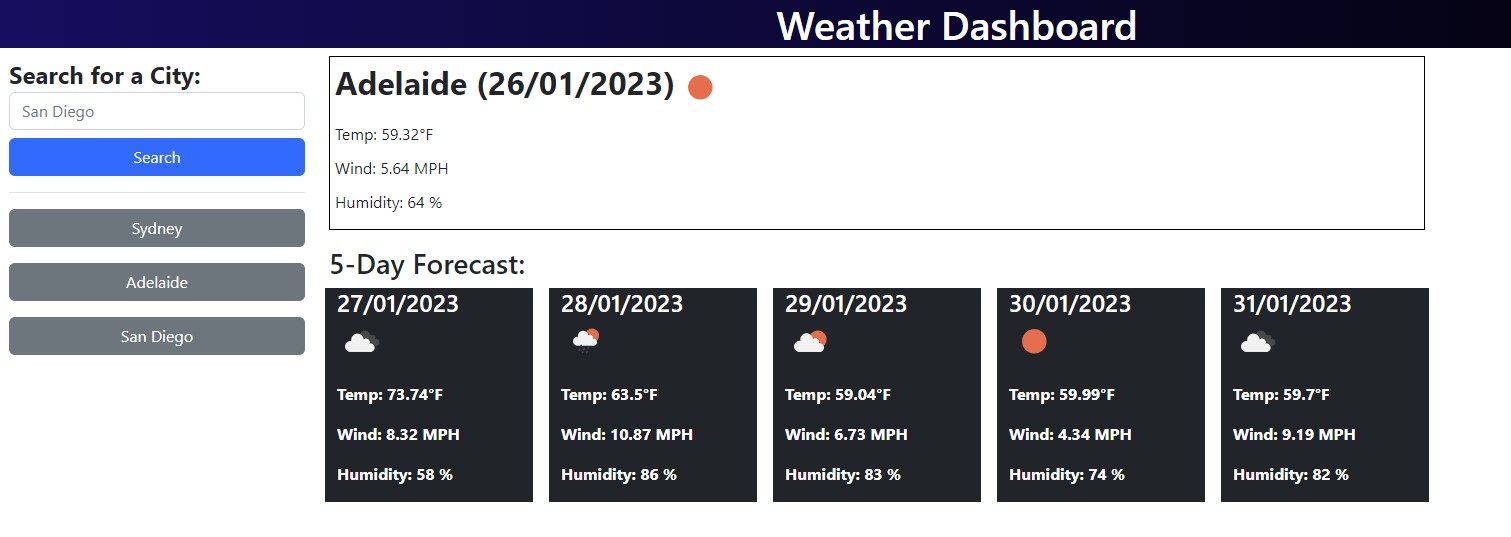 Weather Dashboard
Search for a City:
San Diego
Search
Sydney
Adelaide
San Diego
Adelaide (26/01/2023)
Temp: 59.32°F
Wind: 5.64 MPH
Humidity: 64 %
5-Day Forecast:
27/01/2023
Temp: 73.74°F
Wind: 8.32 MPH
Humidity: 58 %
28/01/2023
Temp: 63.5°F
Wind: 10.87 MPH
Humidity: 86 %
29/01/2023
Temp: 59.04°F
Wind: 6.73 MPH
Humidity: 83 %
30/01/2023
Temp: 59.99°F
Wind: 4.34 MPH
Humidity: 74 %
31/01/2023
Temp: 59.7°F
Wind: 9.19 MPH
Humidity: 82 %